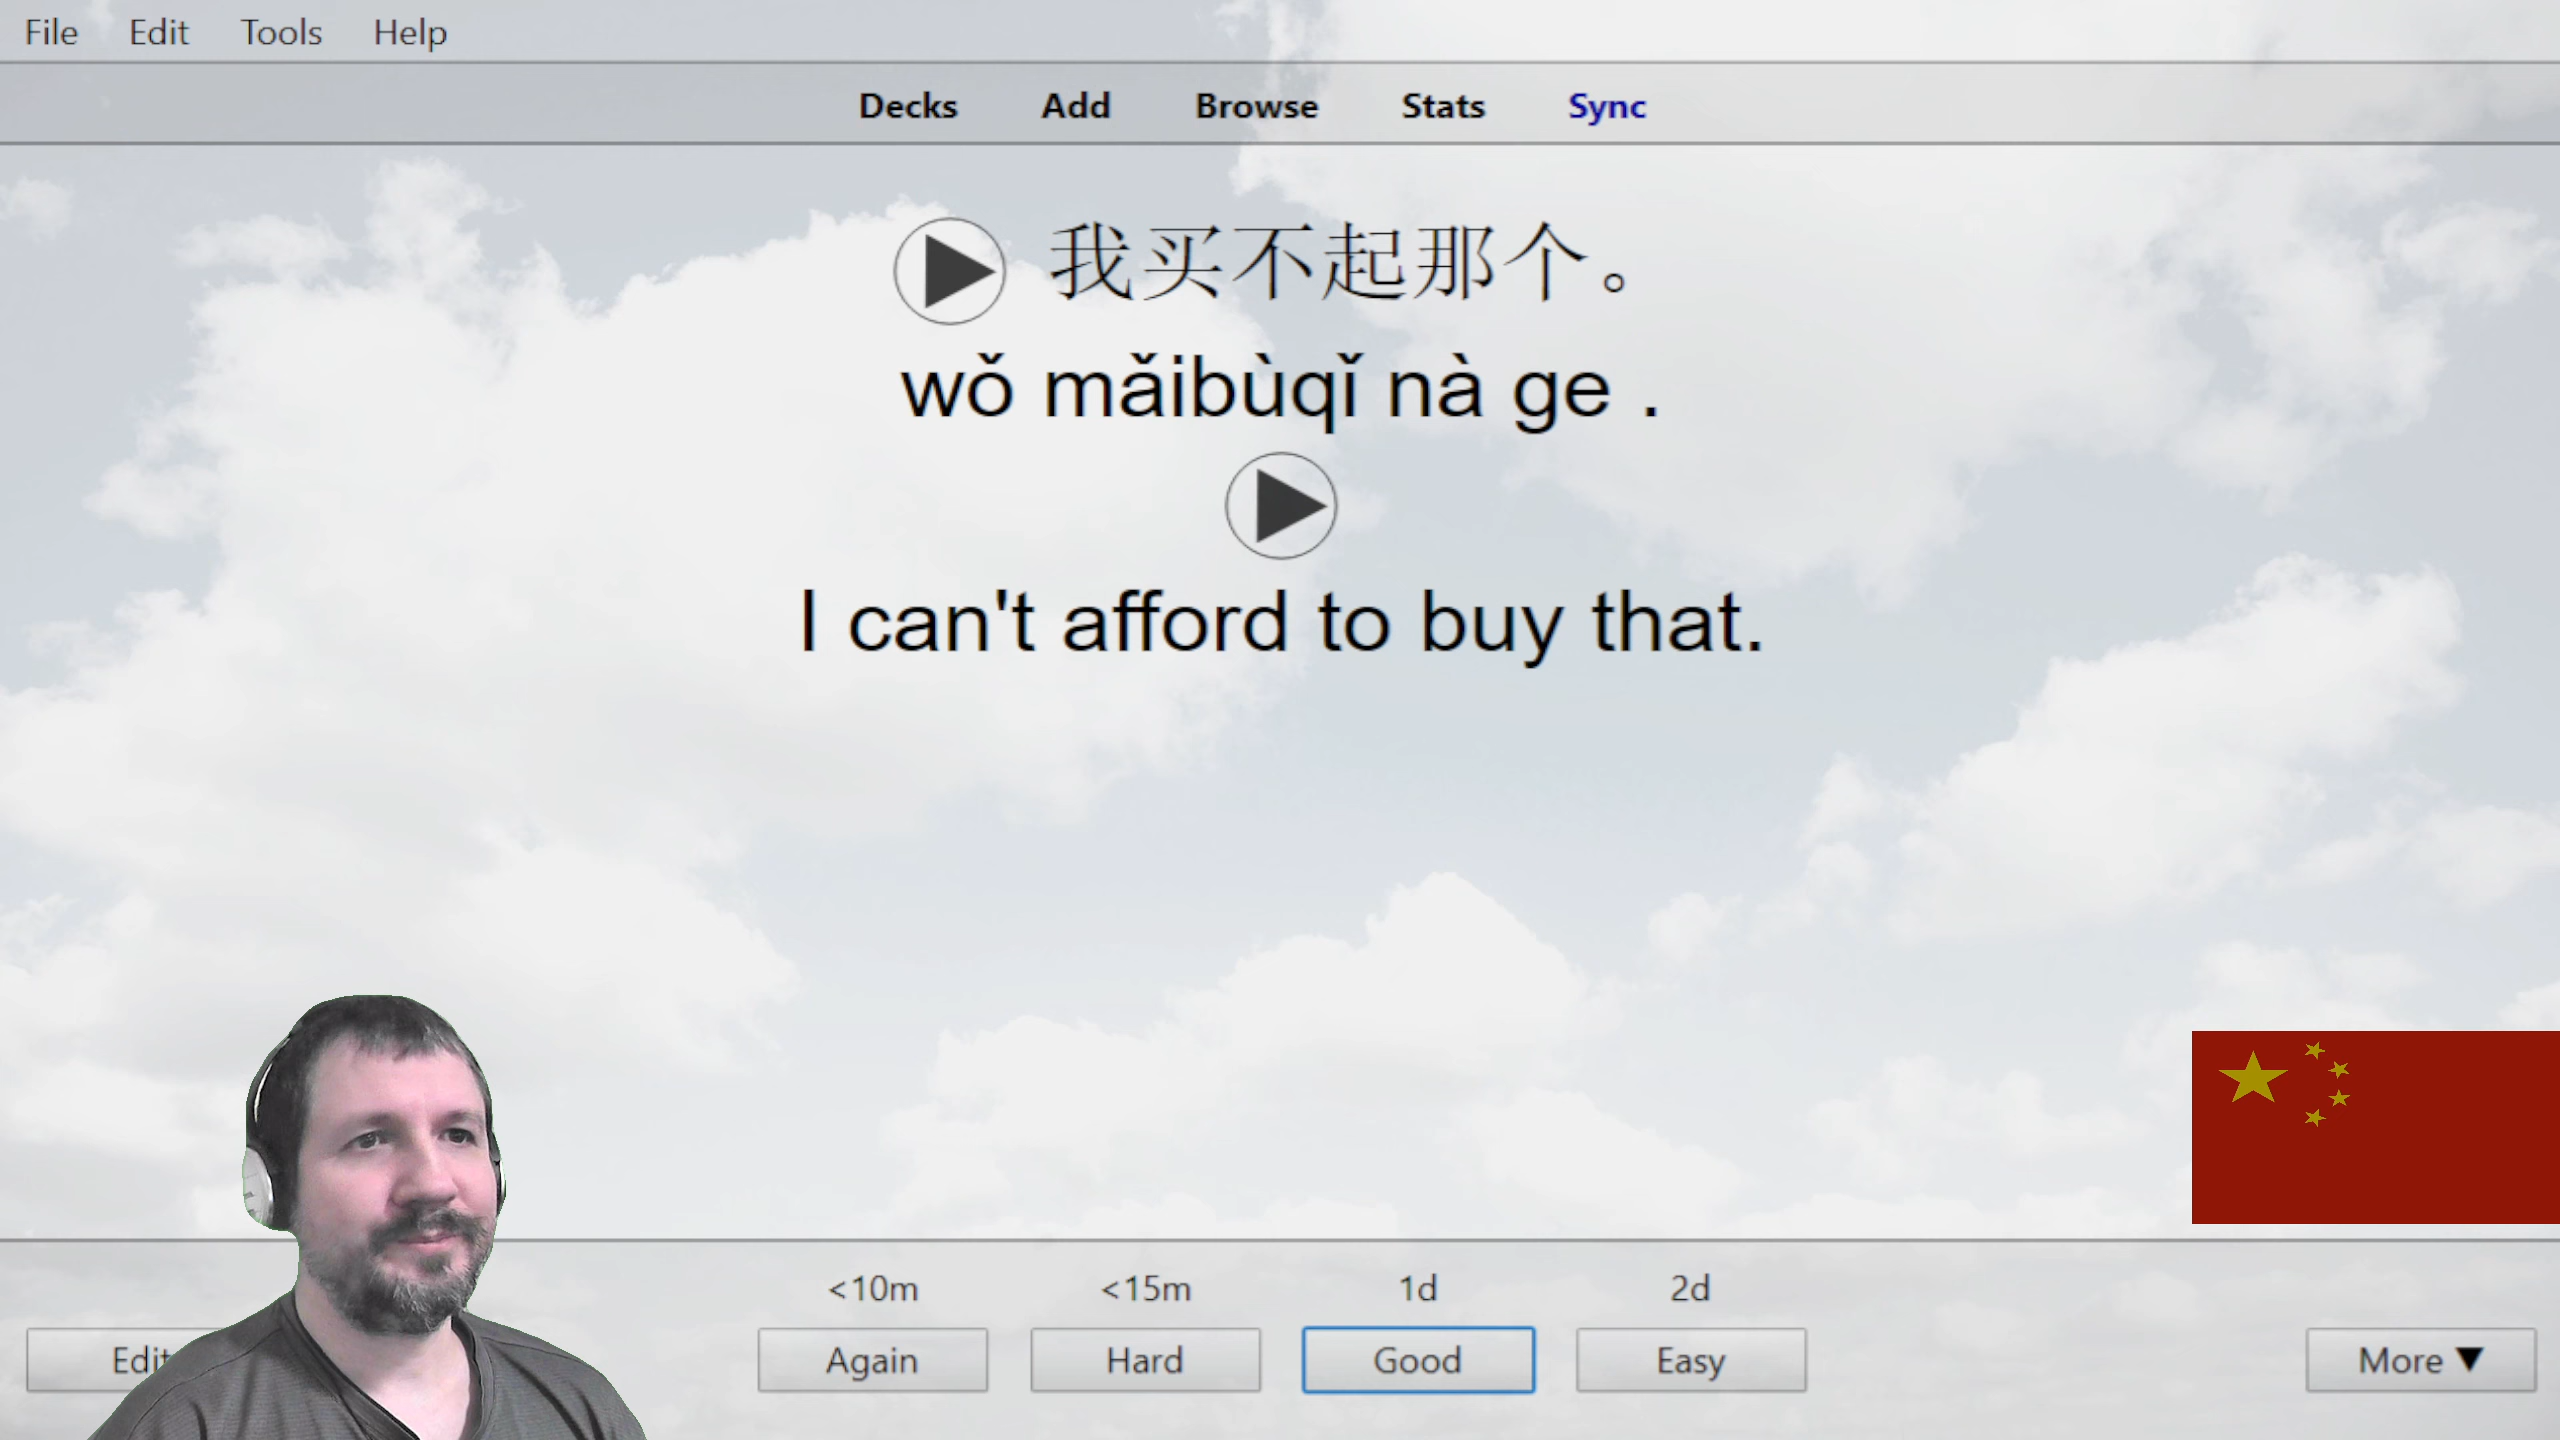 File Edit Tools Help
Decks Add Browse Stats Sync
我买不起那个。
wǒ mǎibùqǐ nà ge .
I can't afford to buy that.
<10m <15m 1d 2d
Edit Again Hard Good Easy More ▼